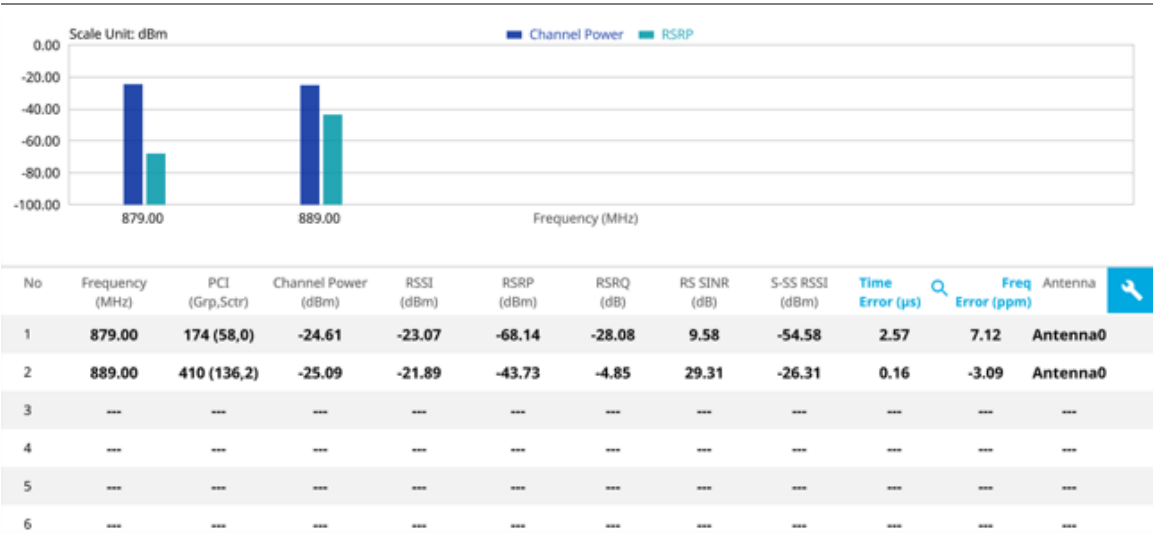 Scale Unit: dBm
Channel Power RSRP
0.00
-20.00
-40.00
-60.00
-80.00
-100.00
879.00 889.00 Frequency (MHz)
No Frequency (MHz) PCI (Grp,Sctr) Channel Power (dBm) RSSI (dBm) RSRP (dBm) RSRQ (dB) RS SINR (dB) S-SS RSSI (dBm) Time Error (µs) Freq Error (ppm) Antenna
1 879.00 174 (58,0) -24.61 -23.07 -68.14 -28.08 9.58 -54.58 2.57 7.12 Antenna0
2 889.00 410 (136,2) -25.09 -21.89 -43.73 -4.85 29.31 -26.31 0.16 -3.09 Antenna0
3 --- --- --- --- --- --- --- --- --- --- ---
4 --- --- --- --- --- --- --- --- --- --- ---
5 --- --- --- --- --- --- --- --- --- --- ---
6 --- --- --- --- --- --- --- --- --- --- ---